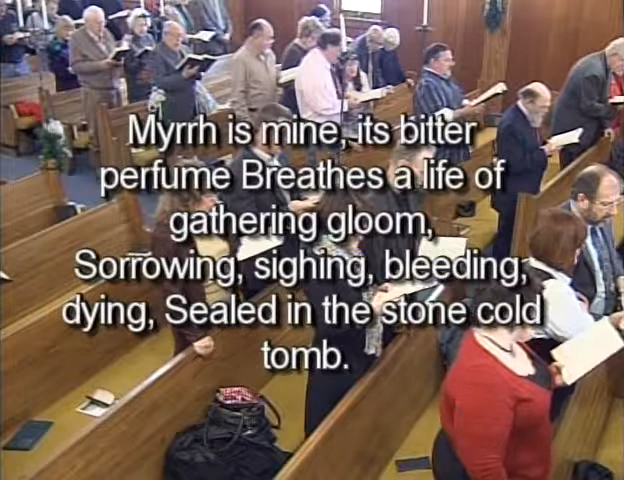 Myrrh is mine, its bitter
perfume Breathes a life of
gathering gloom,
Sorrowing, sighing, bleeding,
dying, Sealed in the stone cold
tomb.